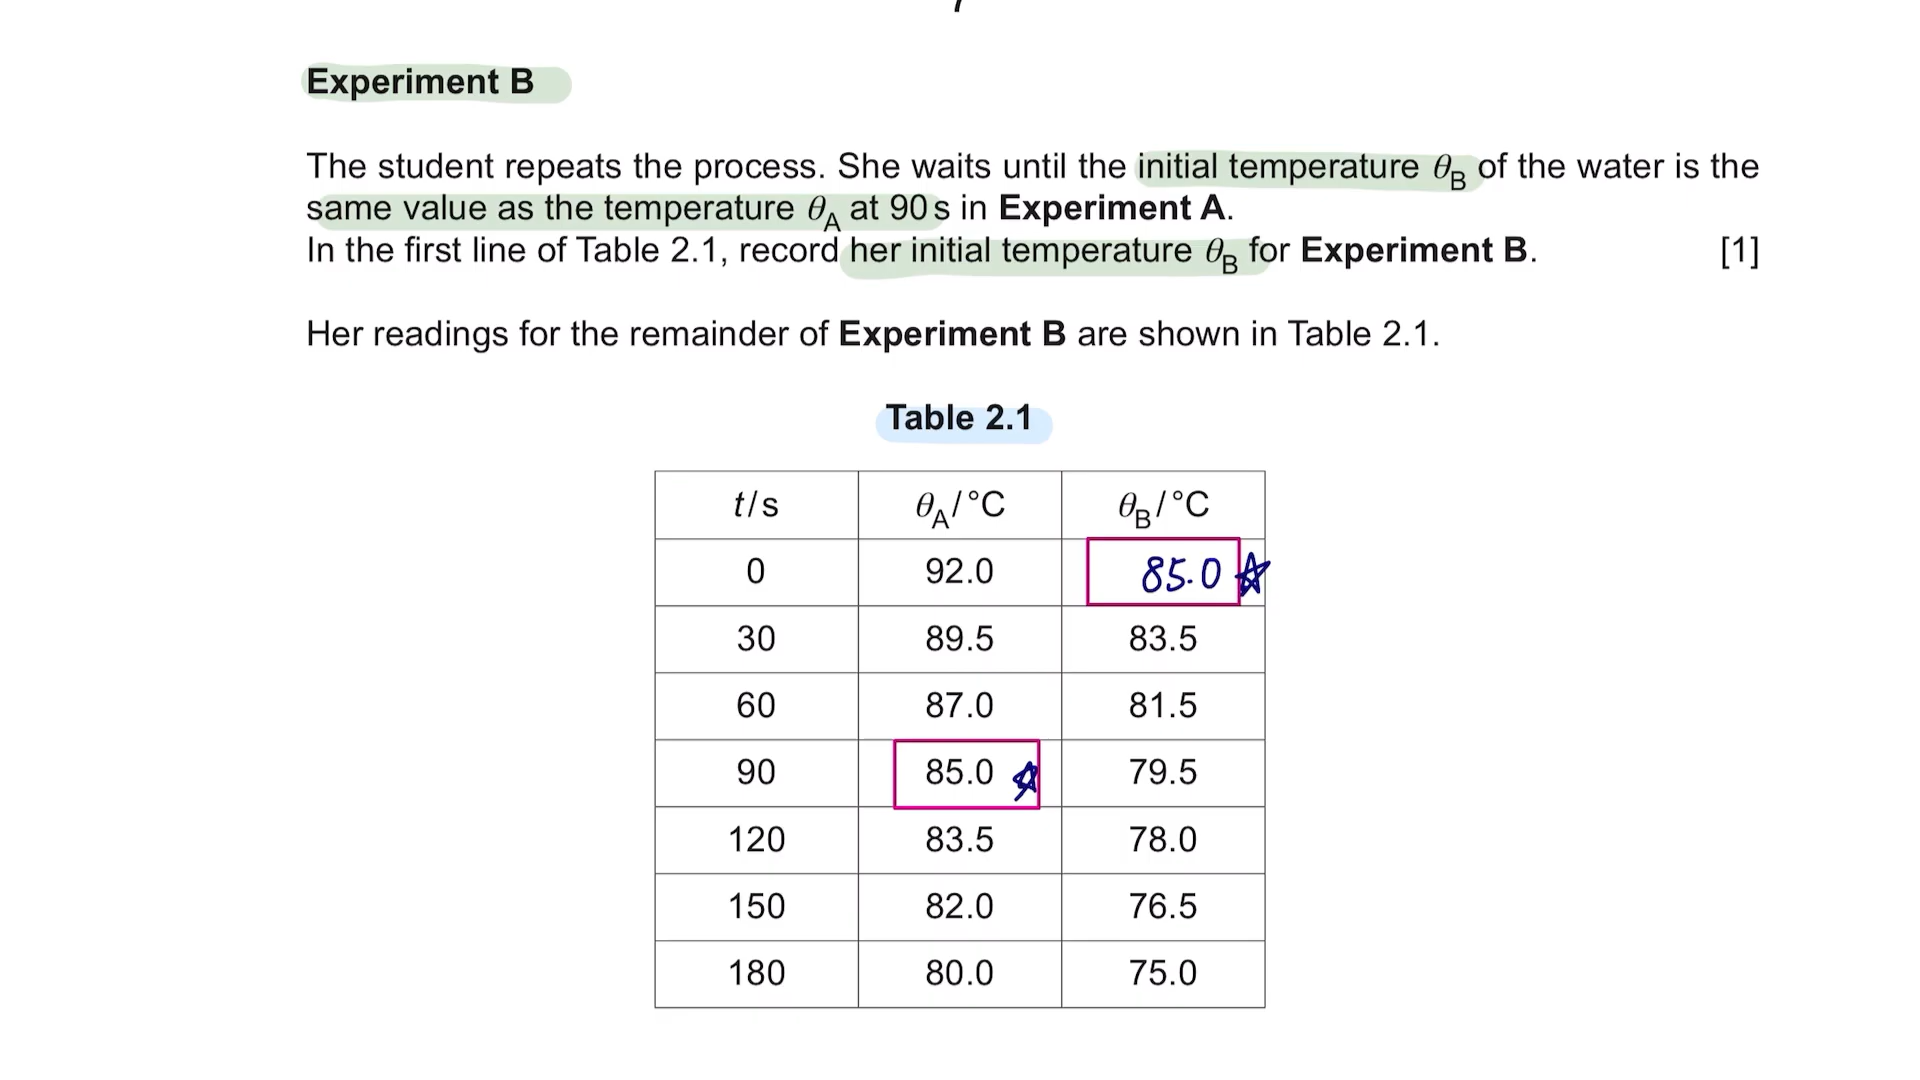 Experiment B
The student repeats the process. She waits until the initial temperature θB of the water is the
same value as the temperature θA at 90 s in Experiment A.
In the first line of Table 2.1, record her initial temperature θB for Experiment B. [1]
Her readings for the remainder of Experiment B are shown in Table 2.1.
Table 2.1
t/s θA/°C θB/°C
0 92.0 85.0
30 89.5 83.5
60 87.0 81.5
90 85.0 79.5
120 83.5 78.0
150 82.0 76.5
180 80.0 75.0